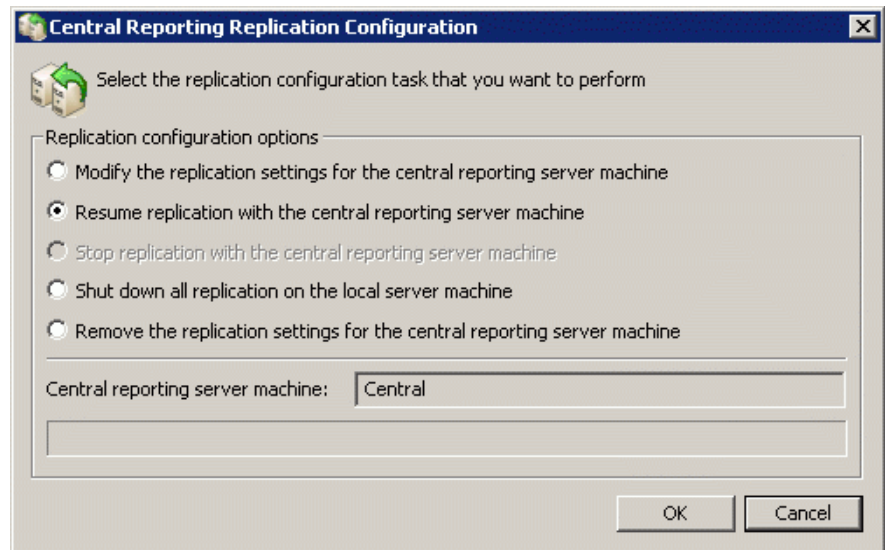 Central Reporting Replication Configuration
Select the replication configuration task that you want to perform
Replication configuration options
Modify the replication settings for the central reporting server machine
Resume replication with the central reporting server machine
Stop replication with the central reporting server machine
Shut down all replication on the local server machine
Remove the replication settings for the central reporting server machine
Central reporting server machine: Central
OK Cancel